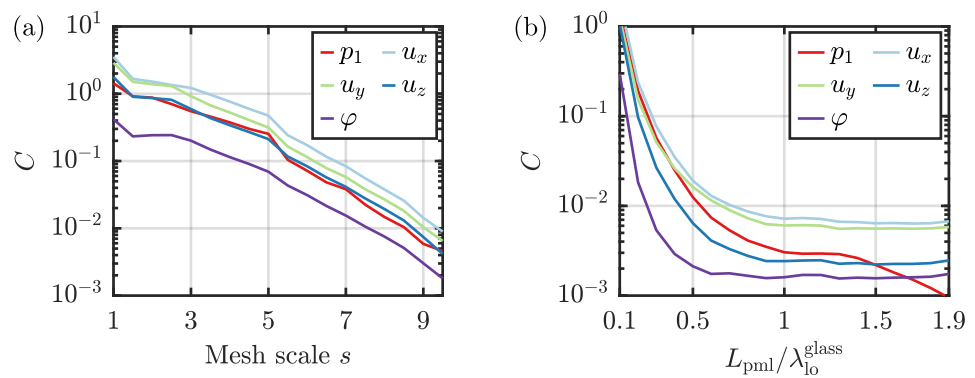 (a)
10^1
10^0
10^-1
10^-2
10^-3
C
p_1 u_x
u_y u_z
φ
1 3 5 7 9
Mesh scale s
(b)
10^0
10^-1
10^-2
10^-3
C
p_1 u_x
u_y u_z
φ
0.1 0.5 1 1.5 1.9
L_pml/λ_lo^glass